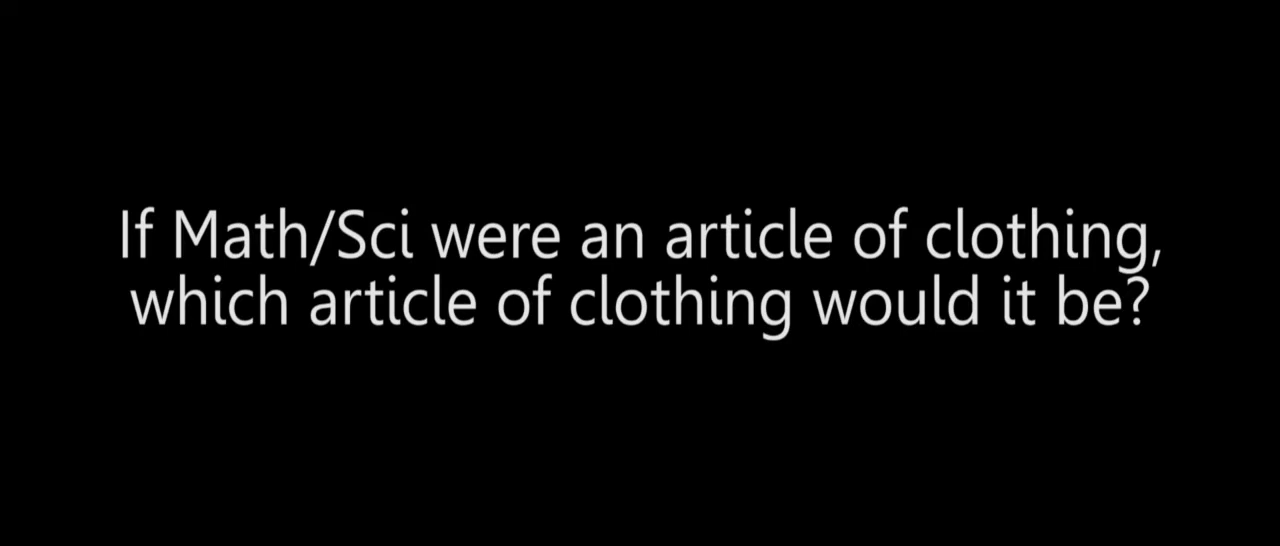 If Math/Sci were an article of clothing,
which article of clothing would it be?